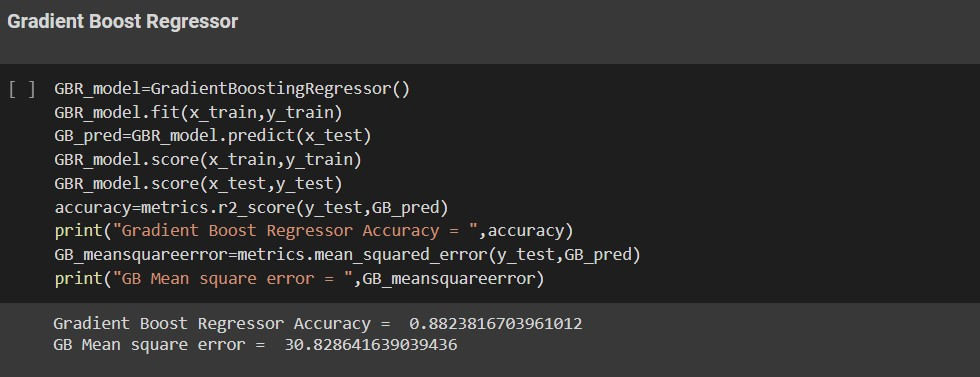 Gradient Boost Regressor
[ ] GBR_model=GradientBoostingRegressor()
GBR_model.fit(x_train,y_train)
GB_pred=GBR_model.predict(x_test)
GBR_model.score(x_train,y_train)
GBR_model.score(x_test,y_test)
accuracy=metrics.r2_score(y_test,GB_pred)
print("Gradient Boost Regressor Accuracy = ",accuracy)
GB_meansquareerror=metrics.mean_squared_error(y_test,GB_pred)
print("GB Mean square error = ",GB_meansquareerror)
Gradient Boost Regressor Accuracy =  0.8823816703961012
GB Mean square error =  30.828641639039436